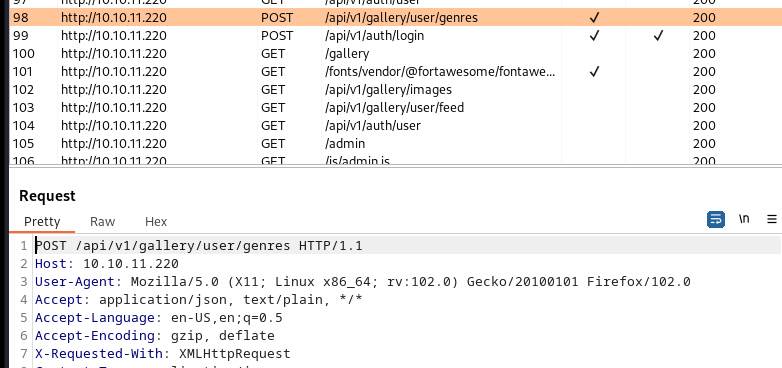 97 http://10.10.11.220 GET /api/v1/auth/user 200
98 http://10.10.11.220 POST /api/v1/gallery/user/genres ✓ 200
99 http://10.10.11.220 POST /api/v1/auth/login ✓ ✓ 200
100 http://10.10.11.220 GET /gallery 200
101 http://10.10.11.220 GET /fonts/vendor/@fortawesome/fontawe... ✓ 200
102 http://10.10.11.220 GET /api/v1/gallery/images 200
103 http://10.10.11.220 GET /api/v1/gallery/user/feed 200
104 http://10.10.11.220 GET /api/v1/auth/user 200
105 http://10.10.11.220 GET /admin 200
106 http://10.10.11.220 GET /js/admin.js 200
Request
Pretty Raw Hex \n
1 POST /api/v1/gallery/user/genres HTTP/1.1
2 Host: 10.10.11.220
3 User-Agent: Mozilla/5.0 (X11; Linux x86_64; rv:102.0) Gecko/20100101 Firefox/102.0
4 Accept: application/json, text/plain, */*
5 Accept-Language: en-US,en;q=0.5
6 Accept-Encoding: gzip, deflate
7 X-Requested-With: XMLHttpRequest